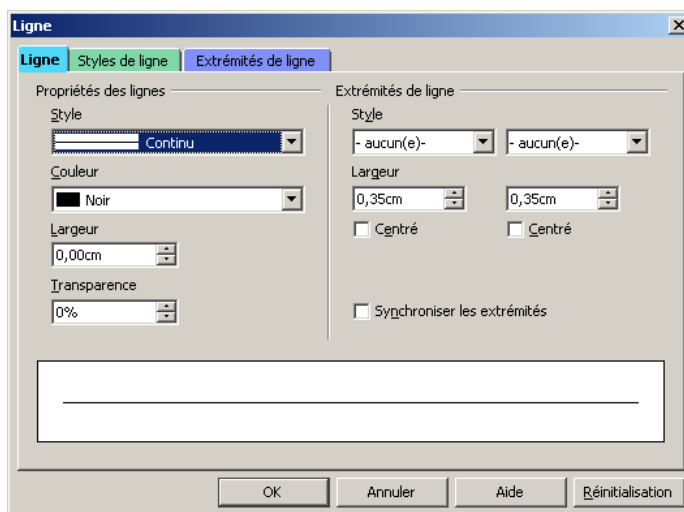 Ligne
Ligne Styles de ligne Extrémités de ligne
Propriétés des lignes
Style
Continu
Couleur
Noir
Largeur
0,00cm
Transparence
0%
Extrémités de ligne
Style
- aucun(e)- - aucun(e)-
Largeur
0,35cm 0,35cm
Centré Centré
Synchroniser les extrémités
OK Annuler Aide Réinitialisation